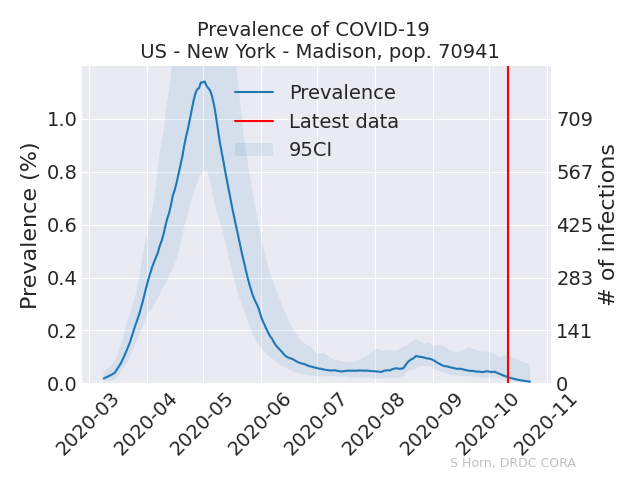 Prevalence of COVID-19
US - New York - Madison, pop. 70941
Prevalence
Latest data
95CI
Prevalence (%)
1.0
0.8
0.6
0.4
0.2
0.0
709
567
425
283
141
0
# of infections
2020-03
2020-04
2020-05
2020-06
2020-07
2020-08
2020-09
2020-10
2020-11
S Horn, DRDC CORA